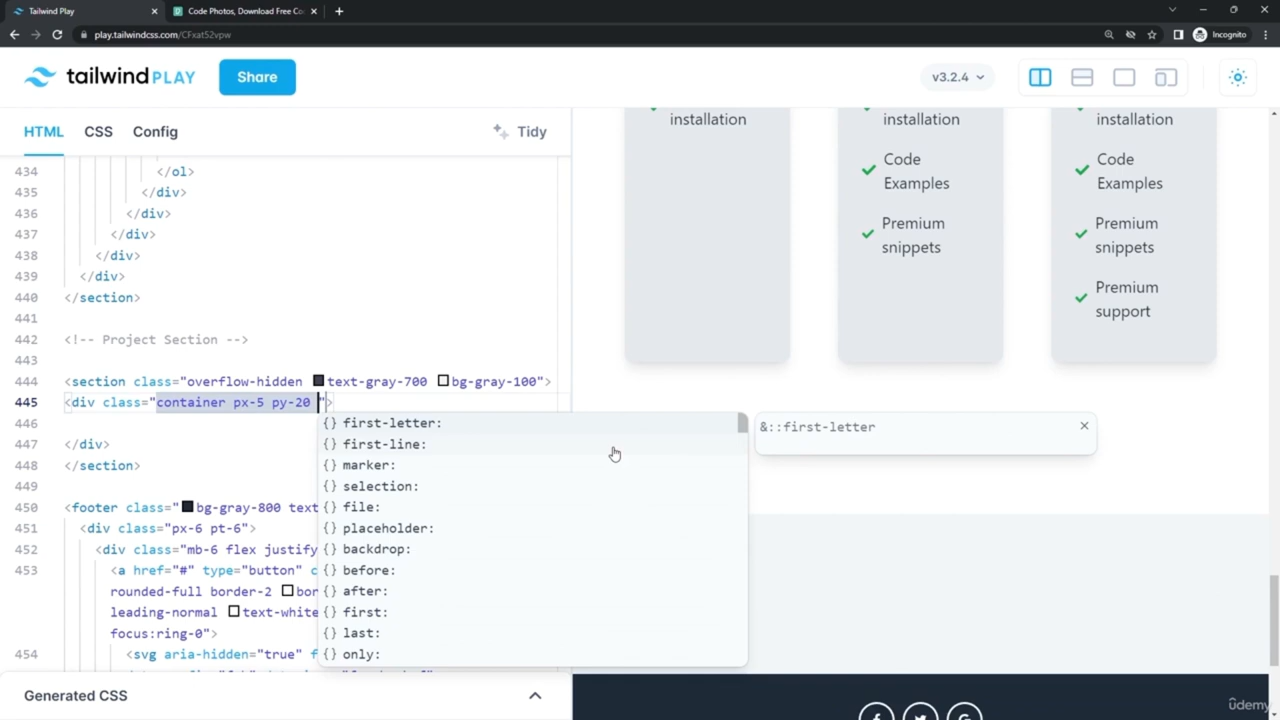 Tailwind Play
Code Photos, Download Free Co
play.tailwindcss.com/CFxat52vpw
Incognito
tailwind PLAY
Share
v3.2.4
HTML
CSS
Config
Tidy
434 </ol>
435 </div>
436 </div>
437 </div>
438 </div>
439 </div>
440 </section>
441
442 <!-- Project Section -->
443
444 <section class="overflow-hidden text-gray-700 bg-gray-100">
445 <div class="container px-5 py-20 ">
446
447 </div>
448 </section>
449
450 <footer class="bg-gray-800 text
451 <div class="px-6 pt-6">
452 <div class="mb-6 flex justify
453 <a href="#" type="button" c
rounded-full border-2 bor
leading-normal text-white
focus:ring-0">
454 <svg aria-hidden="true" f
{} first-letter:
{} first-line:
{} marker:
{} selection:
{} file:
{} placeholder:
{} backdrop:
{} before:
{} after:
{} first:
{} last:
{} only:
&::first-letter
Generated CSS
installation
installation
Code
Examples
Premium
snippets
installation
Code
Examples
Premium
snippets
Premium
support
ûdemy